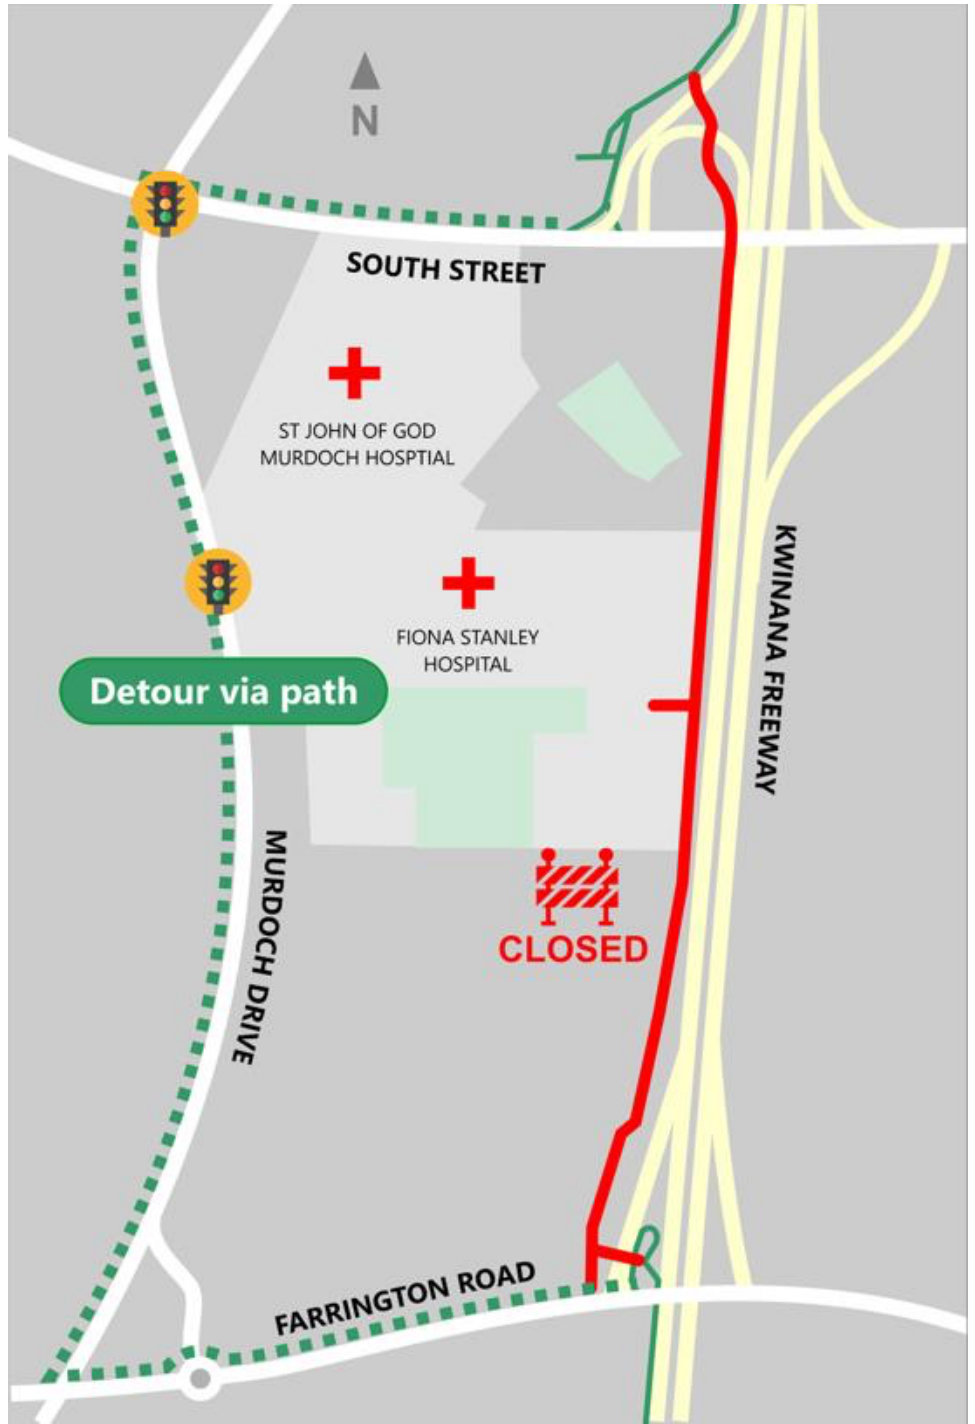 N
SOUTH STREET
ST JOHN OF GOD
MURDOCH HOSPTIAL
FIONA STANLEY
HOSPITAL
Detour via path
KWINANA FREEWAY
MURDOCH DRIVE
CLOSED
FARRINGTON ROAD